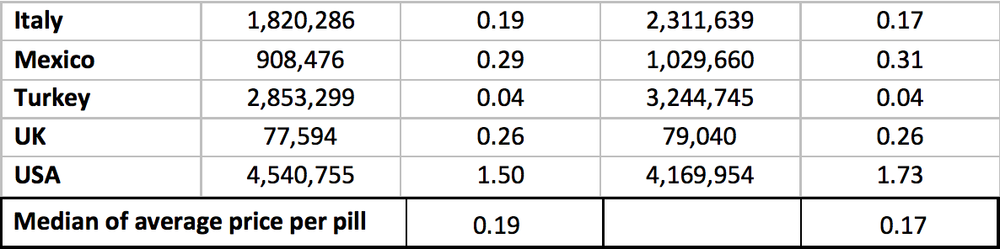 Italy 1,820,286 0.19 2,311,639 0.17
Mexico 908,476 0.29 1,029,660 0.31
Turkey 2,853,299 0.04 3,244,745 0.04
UK 77,594 0.26 79,040 0.26
USA 4,540,755 1.50 4,169,954 1.73
Median of average price per pill 0.19 0.17